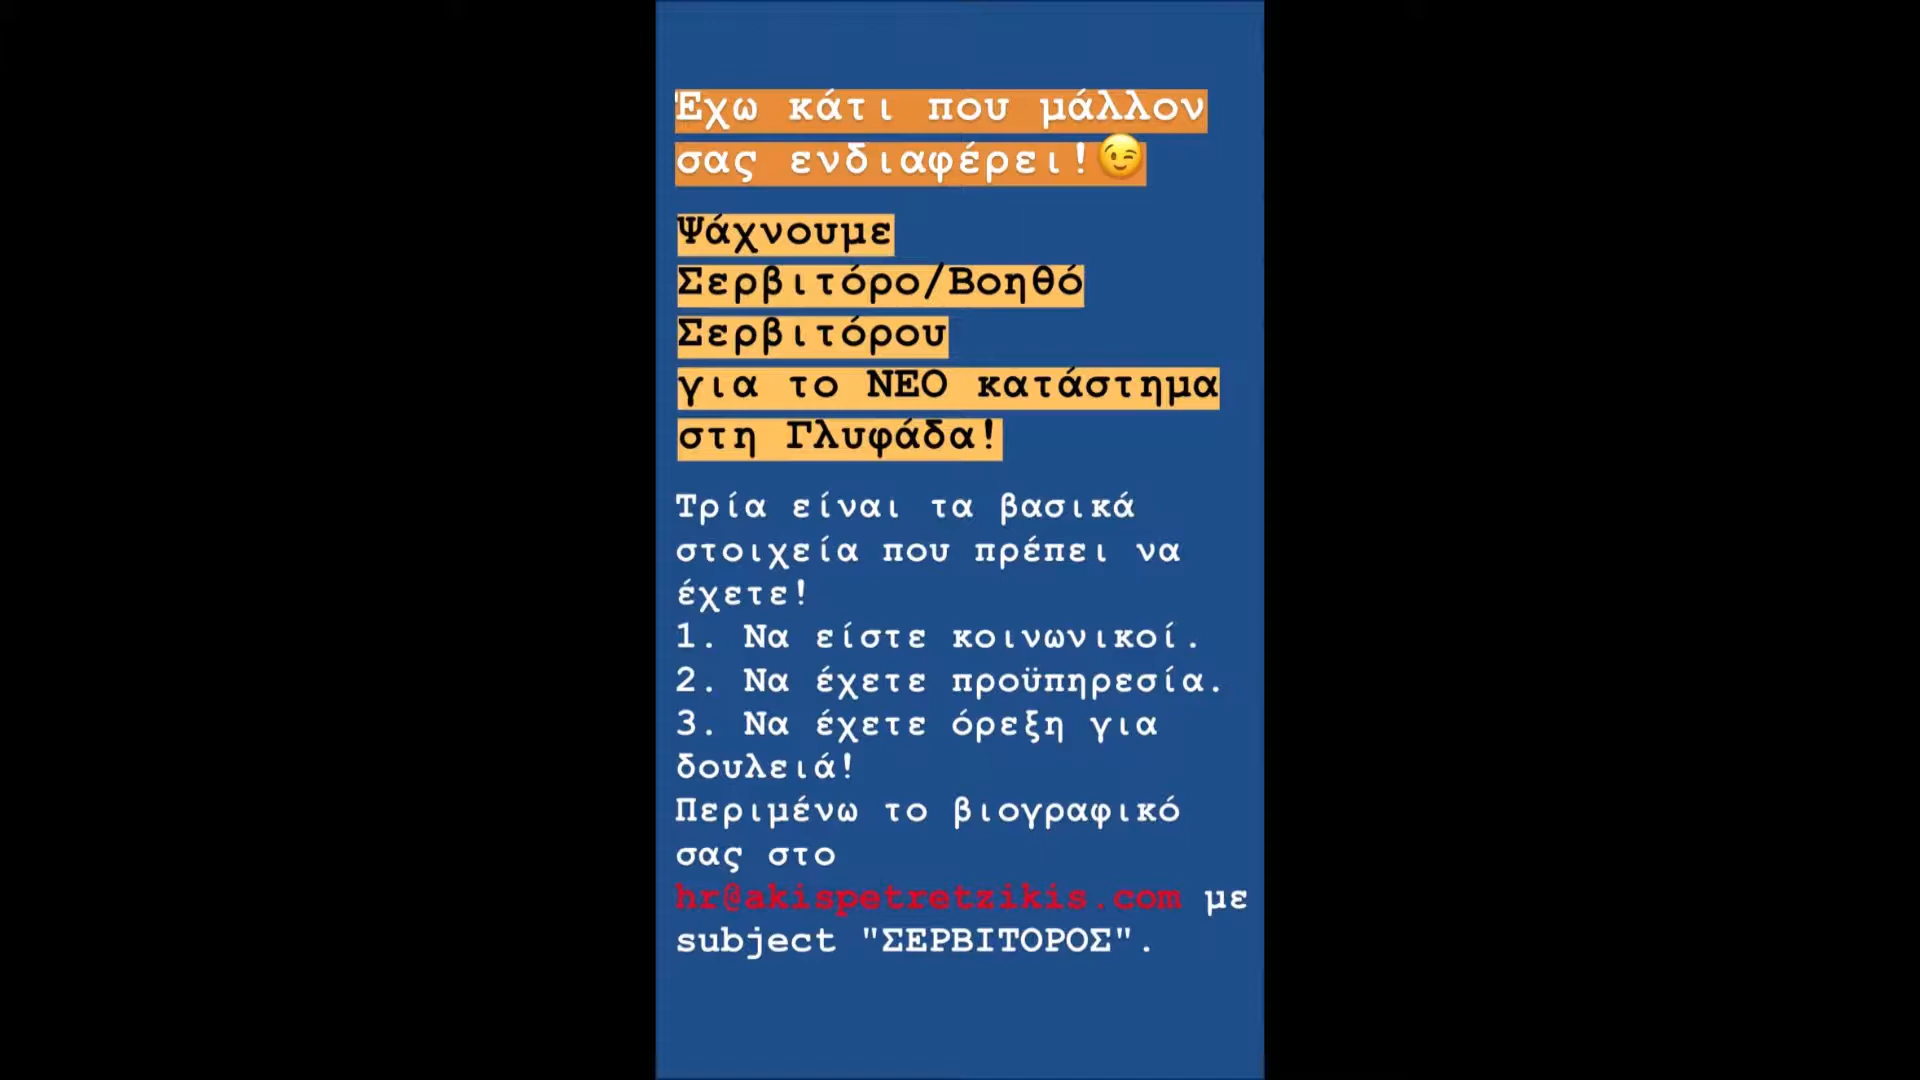 Έχω κάτι που μάλλον
σας ενδιαφέρει!😉
Ψάχνουμε
Σερβιτόρο/Βοηθό
Σερβιτόρου
για το ΝΕΟ κατάστημα
στη Γλυφάδα!
Τρία είναι τα βασικά
στοιχεία που πρέπει να
έχετε!
1. Να είστε κοινωνικοί.
2. Να έχετε προϋπηρεσία.
3. Να έχετε όρεξη για
δουλειά!
Περιμένω το βιογραφικό
σας στο
hr@akispetretzikis.com με
subject "ΣΕΡΒΙΤΟΡΟΣ".